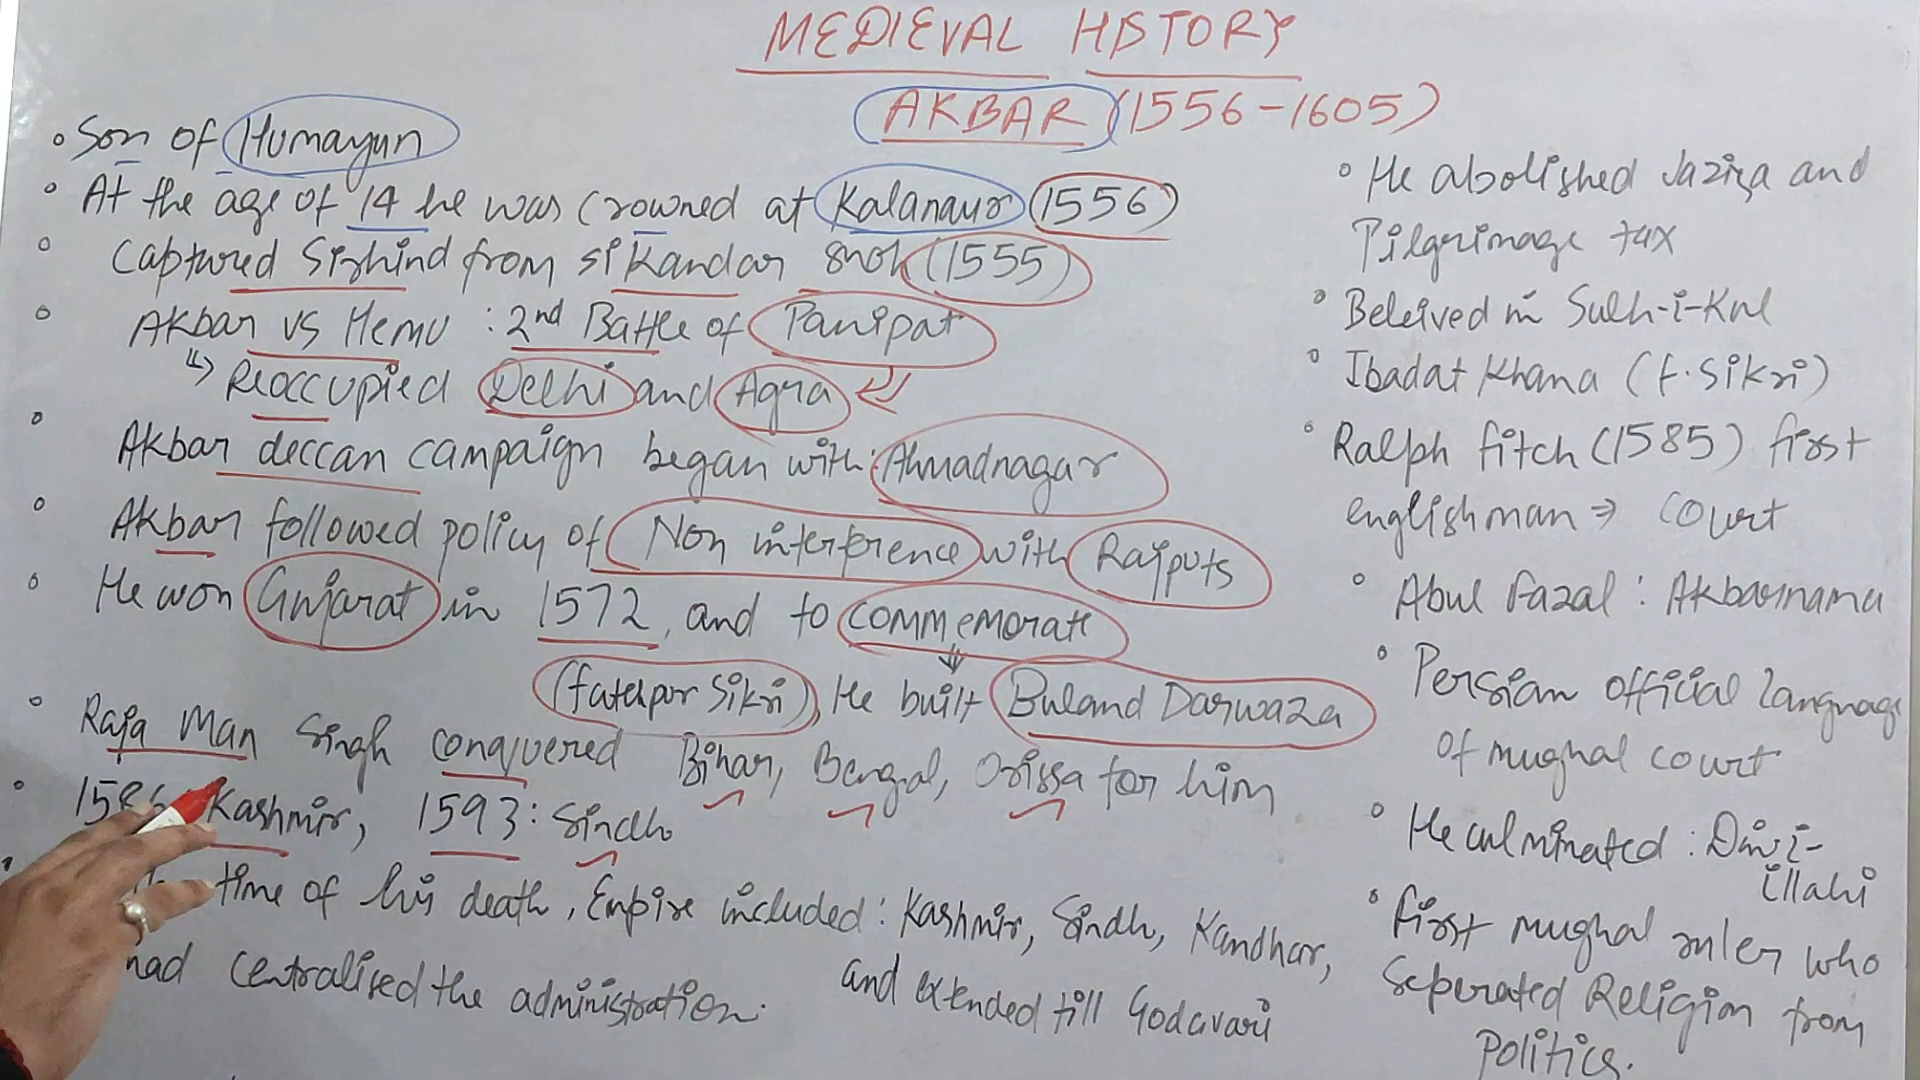 MEDIEVAL HISTORY
AKBAR (1556-1605)
• Son of Humayun
• At the age of 14 he was crowned at Kalanaur (1556)
• Captured Sirhind from Sikandar Shah (1555)
• Akbar vs Hemu : 2nd Battle of Panipat
↳ Reoccupied Delhi and Agra
• Akbar deccan campaign began with : Ahmadnagar
• Akbar followed policy of Non interference with Rajputs
• He won Gujarat in 1572, and to commemorate
(Fatehpur Sikri), He built Buland Darwaza
• Raja Man Singh conquered Bihar, Bengal, Orissa for him
• 1586 Kashmir, 1593 : Sindh
time of his death, Empire included : Kashmir, Sindh, Kandhar,
and extended till Godavari
had centralised the administration.
• He abolished Jaziya and
Pilgrimage tax
• Beleived in Sulh-i-Kul
• Ibadat Khana (F. Sikri)
• Ralph Fitch (1585) first
englishman ⇒ court
• Abul Fazal : Akbarnama
• Persian official language
of mughal court
• He culminated : Din-i-
illahi
• First mughal ruler who
Seperated Religion from
Politics.